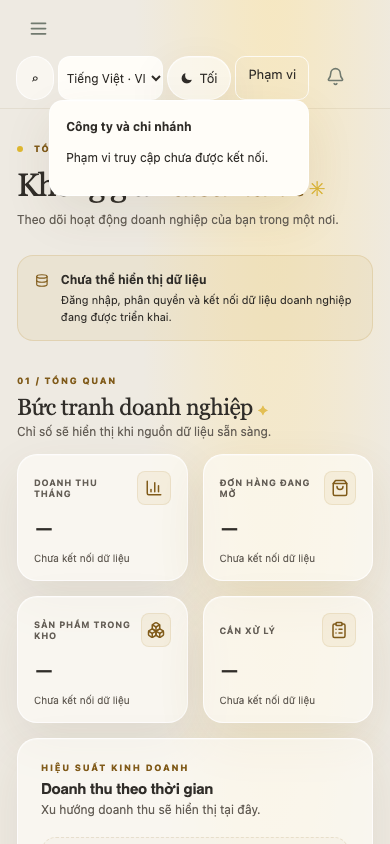 Tiếng Việt · VI
Tối
Phạm vi
Công ty và chi nhánh
Phạm vi truy cập chưa được kết nối.
Theo dõi hoạt động doanh nghiệp của bạn trong một nơi.
Chưa thể hiển thị dữ liệu
Đăng nhập, phân quyền và kết nối dữ liệu doanh nghiệp
đang được triển khai.
01 / TỔNG QUAN
Bức tranh doanh nghiệp
Chỉ số sẽ hiển thị khi nguồn dữ liệu sẵn sàng.
DOANH THU
THÁNG
—
Chưa kết nối dữ liệu
ĐƠN HÀNG ĐANG
MỞ
—
Chưa kết nối dữ liệu
SẢN PHẨM TRONG
KHO
—
Chưa kết nối dữ liệu
CẦN XỬ LÝ
—
Chưa kết nối dữ liệu
HIỆU SUẤT KINH DOANH
Doanh thu theo thời gian
Xu hướng doanh thu sẽ hiển thị tại đây.